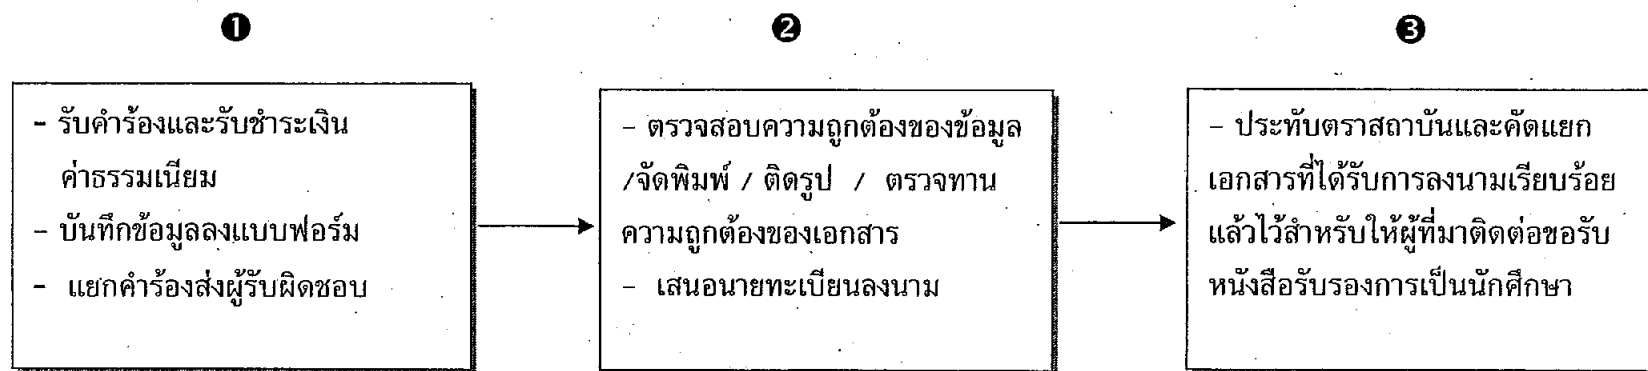 ❶
- รับคำร้องและรับชำระเงิน
ค่าธรรมเนียม
- บันทึกข้อมูลลงแบบฟอร์ม
- แยกคำร้องส่งผู้รับผิดชอบ
❷
- ตรวจสอบความถูกต้องของข้อมูล
/จัดพิมพ์ / ติดรูป / ตรวจทาน
ความถูกต้องของเอกสาร
- เสนอนายทะเบียนลงนาม
❸
- ประทับตราสถาบันและคัดแยก
เอกสารที่ได้รับการลงนามเรียบร้อย
แล้วไว้สำหรับให้ผู้ที่มาติดต่อขอรับ
หนังสือรับรองการเป็นนักศึกษา